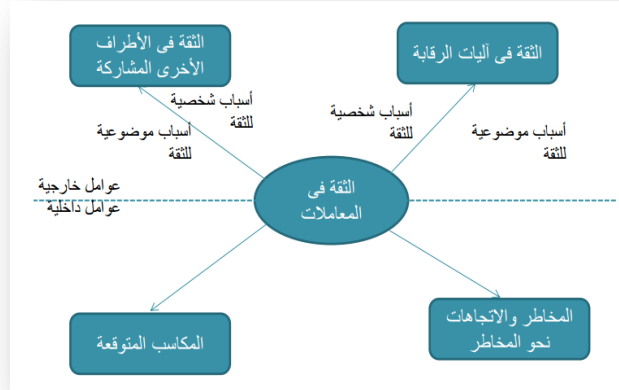 الثقة فى آليات الرقابة
الثقة فى الأطراف
الأخرى المشاركة
أسباب شخصية
للثقة
أسباب موضوعية
للثقة
أسباب شخصية
للثقة
أسباب موضوعية
للثقة
الثقة فى
المعاملات
عوامل خارجية
عوامل داخلية
المخاطر والاتجاهات
نحو المخاطر
المكاسب المتوقعة